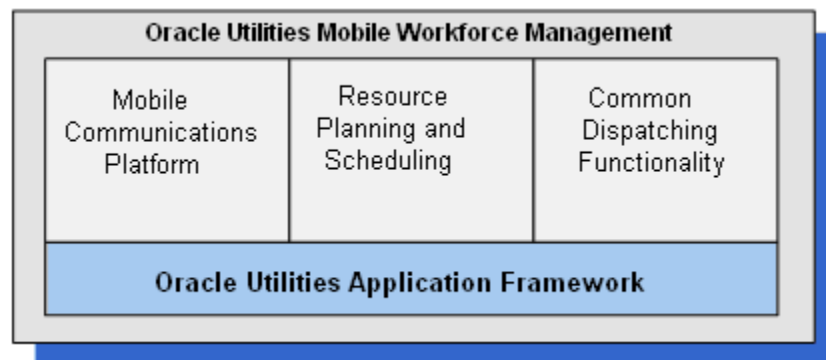 Oracle Utilities Mobile Workforce Management
Mobile
Communications
Platform
Resource
Planning and
Scheduling
Common
Dispatching
Functionality
Oracle Utilities Application Framework